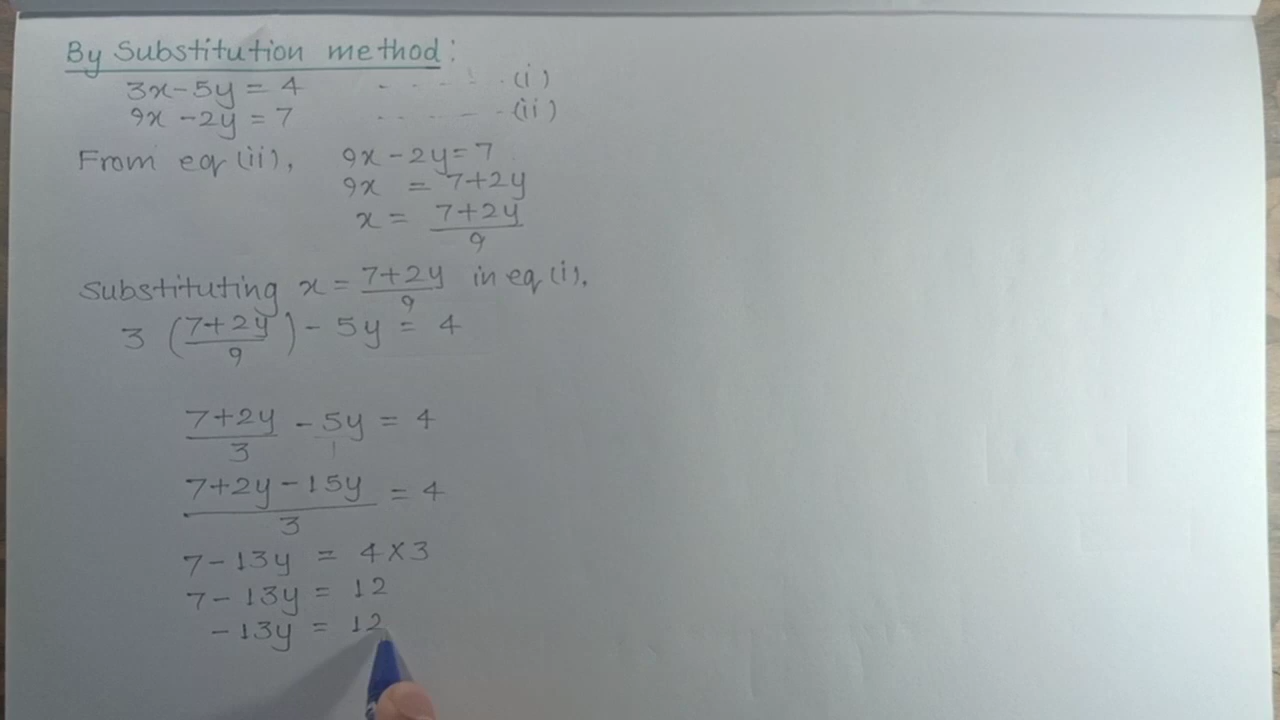 By Substitution method:
3x-5y = 4 - - - - - (i)
9x -2y = 7 - - - - - (ii)
From eq (ii), 9x - 2y = 7
9x = 7+2y
x = 7+2y
9
Substituting x = 7+2y in eq (i),
9
3 (7+2y) - 5y = 4
9
7+2y - 5y = 4
3 1
7+2y-15y = 4
3
7-13y = 4×3
7- 13y = 12
-13y = 12